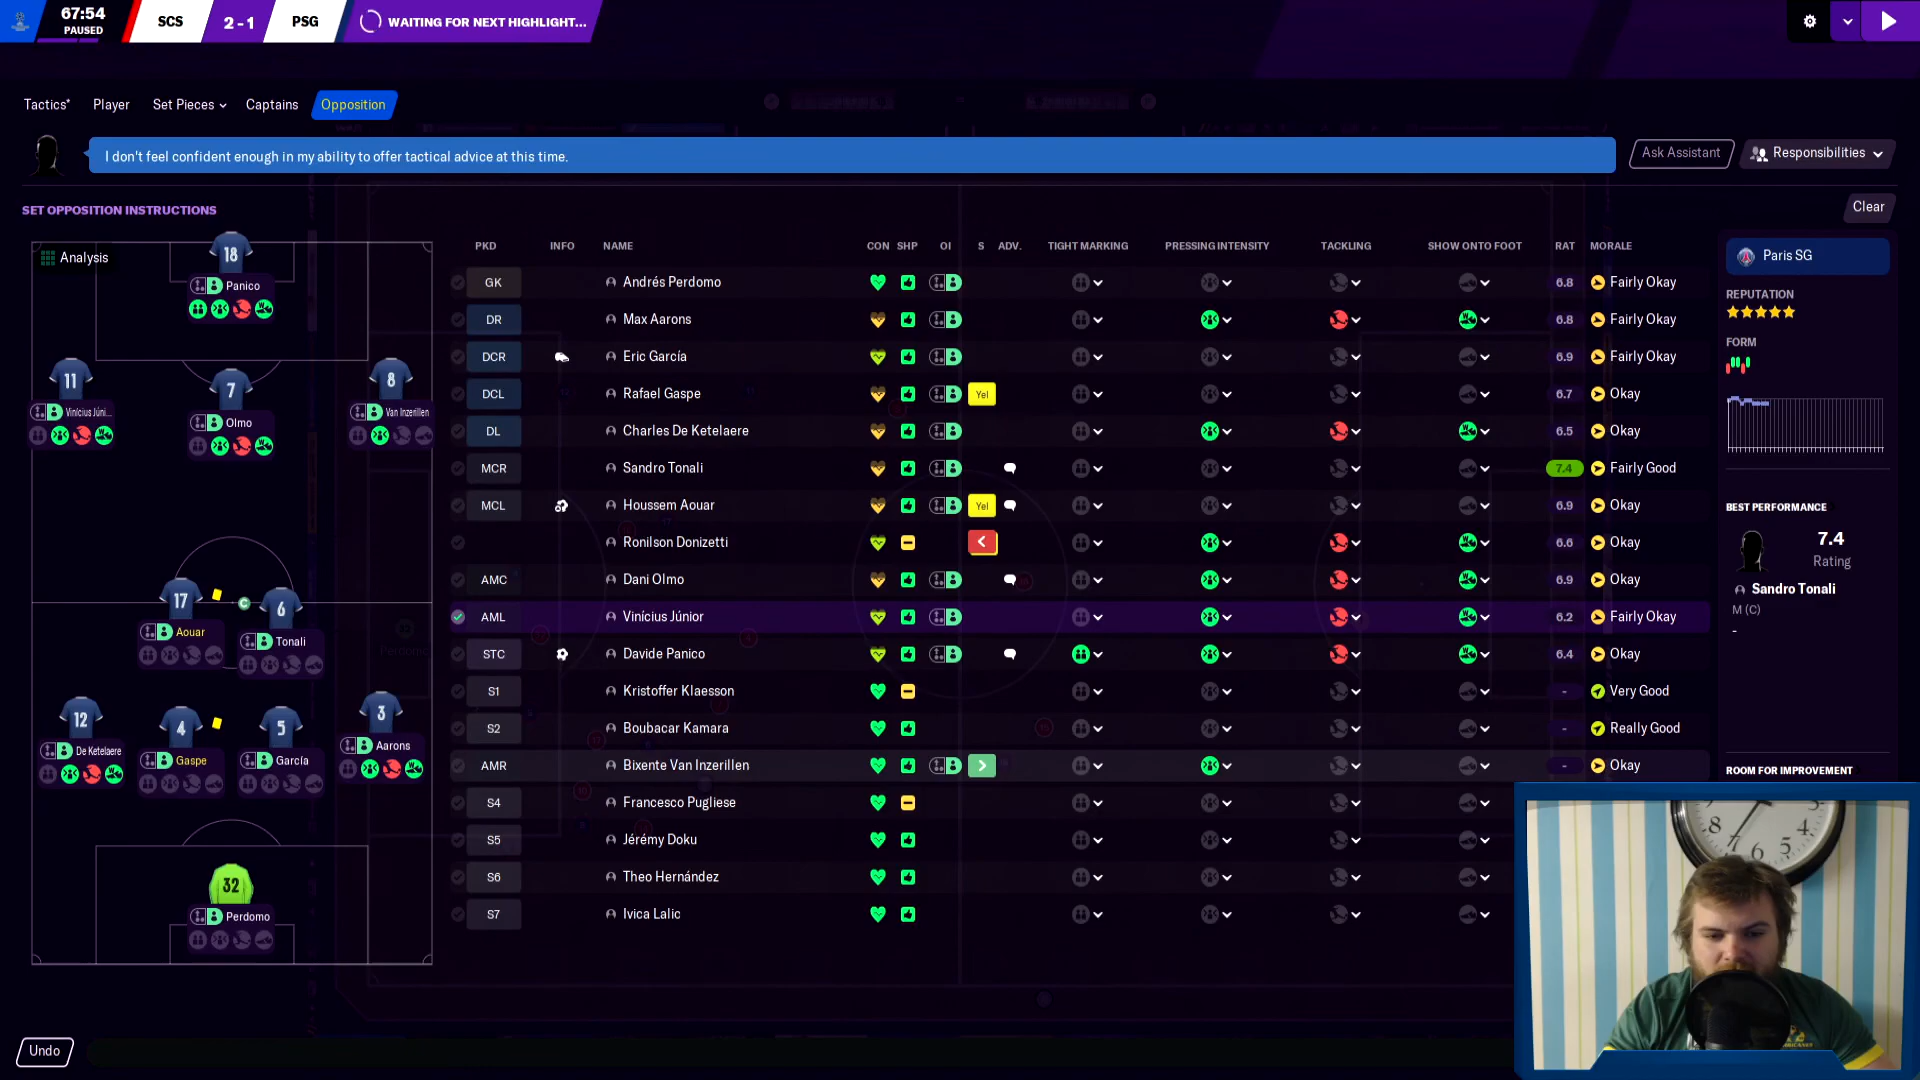 67:54
PAUSED
SCS 2 - 1 PSG
WAITING FOR NEXT HIGHLIGHT...
Tactics* Player Set Pieces Captains Opposition
I don't feel confident enough in my ability to offer tactical advice at this time.
Ask Assistant Responsibilities
SET OPPOSITION INSTRUCTIONS
Clear
Analysis
18
Panico
11
Vinícius Júni...
7
Olmo
8
Van Inzerillen
17
Aouar
C
6
Tonali
12
De Ketelaere
4
Gaspe
5
García
3
Aarons
32
Perdomo
PKD INFO NAME CON SHP OI S ADV. TIGHT MARKING PRESSING INTENSITY TACKLING SHOW ONTO FOOT RAT MORALE
GK Andrés Perdomo 6.8 Fairly Okay
DR Max Aarons 6.8 Fairly Okay
DCR Eric García 6.9 Fairly Okay
DCL Rafael Gaspe Yel 6.7 Okay
DL Charles De Ketelaere 6.5 Okay
MCR Sandro Tonali 7.4 Fairly Good
MCL Houssem Aouar Yel 6.9 Okay
Ronilson Donizetti 6.6 Okay
AMC Dani Olmo 6.9 Okay
AML Vinícius Júnior 6.2 Fairly Okay
STC Davide Panico 6.4 Okay
S1 Kristoffer Klaesson - Very Good
S2 Boubacar Kamara - Really Good
AMR Bixente Van Inzerillen - Okay
S4 Francesco Pugliese
S5 Jérémy Doku
S6 Theo Hernández
S7 Ivica Lalic
Paris SG
REPUTATION
FORM
BEST PERFORMANCE
7.4
Rating
Sandro Tonali
M (C)
-
ROOM FOR IMPROVEMENT
8 7 6 5 4
Undo